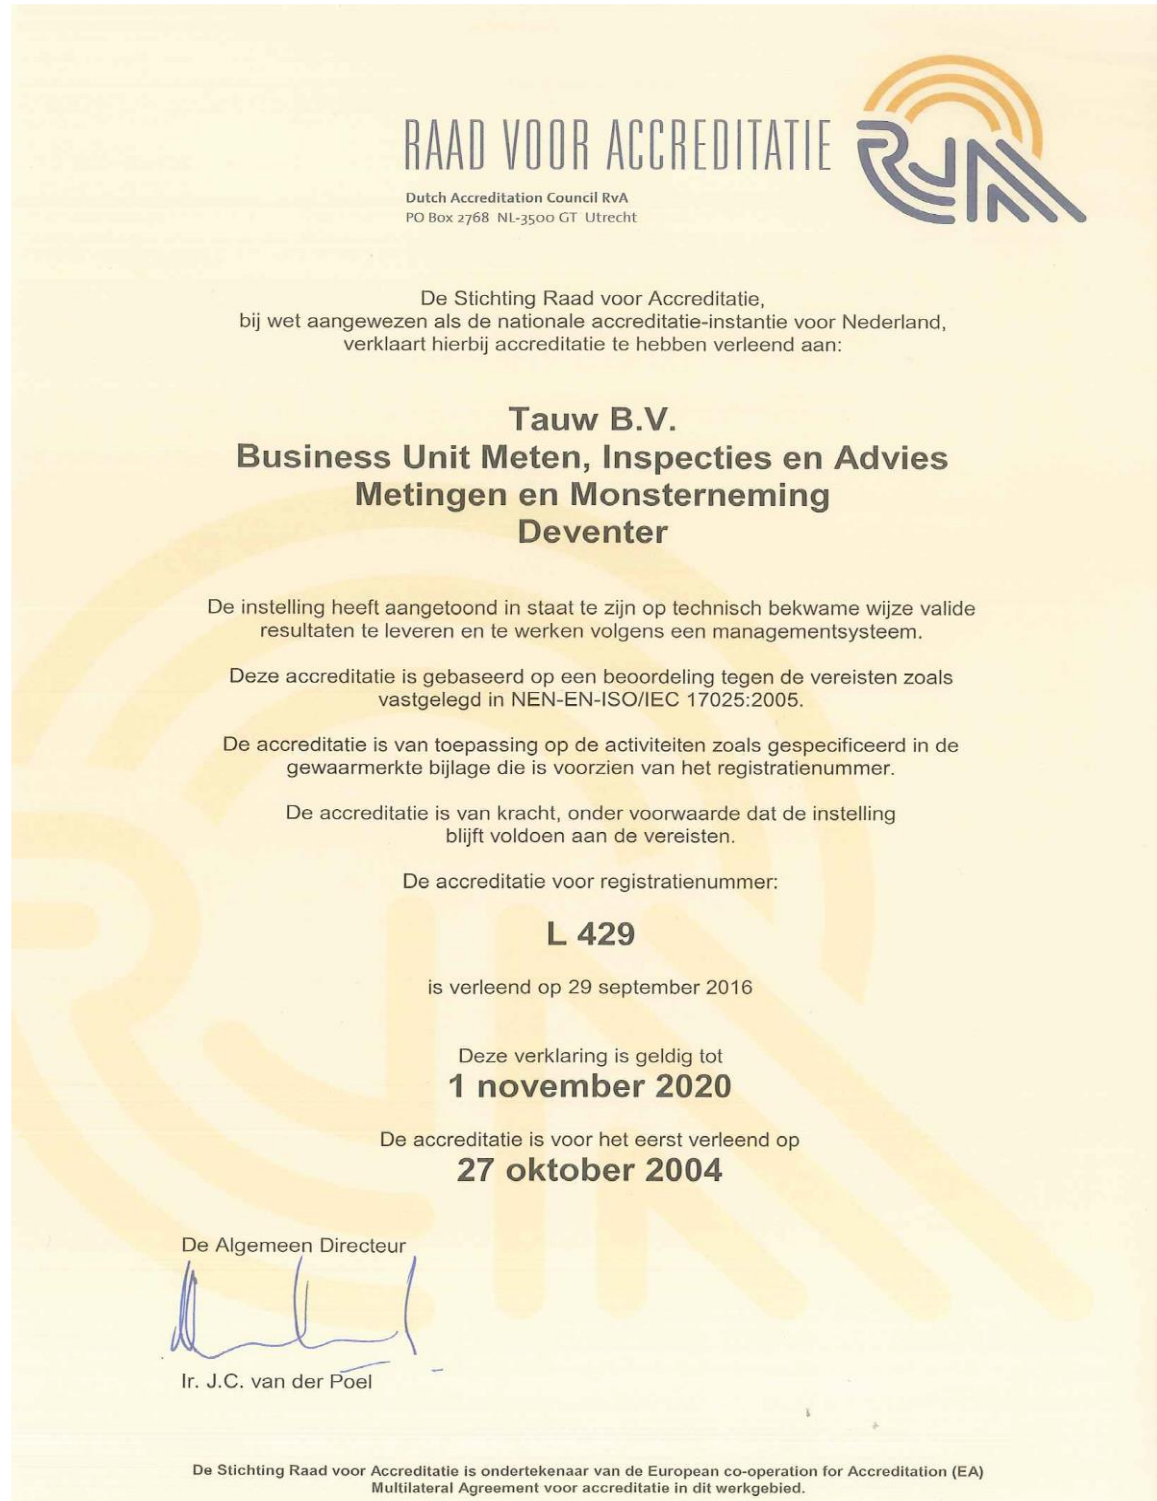 RAAD VOOR ACCREDITATIE
RvA
Dutch Accreditation Council RvA
PO Box 2768 NL-3500 GT Utrecht
De Stichting Raad voor Accreditatie,
bij wet aangewezen als de nationale accreditatie-instantie voor Nederland,
verklaart hierbij accreditatie te hebben verleend aan:
Tauw B.V.
Business Unit Meten, Inspecties en Advies
Metingen en Monsterneming
Deventer
De instelling heeft aangetoond in staat te zijn op technisch bekwame wijze valide
resultaten te leveren en te werken volgens een managementsysteem.
Deze accreditatie is gebaseerd op een beoordeling tegen de vereisten zoals
vastgelegd in NEN-EN-ISO/IEC 17025:2005.
De accreditatie is van toepassing op de activiteiten zoals gespecificeerd in de
gewaarmerkte bijlage die is voorzien van het registratienummer.
De accreditatie is van kracht, onder voorwaarde dat de instelling
blijft voldoen aan de vereisten.
De accreditatie voor registratienummer:
L 429
is verleend op 29 september 2016
Deze verklaring is geldig tot
1 november 2020
De accreditatie is voor het eerst verleend op
27 oktober 2004
De Algemeen Directeur
Ir. J.C. van der Poel
De Stichting Raad voor Accreditatie is ondertekenaar van de European co-operation for Accreditation (EA)
Multilateral Agreement voor accreditatie in dit werkgebied.